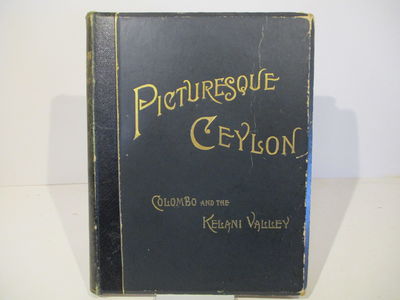 PICTURESQUE
CEYLON
COLOMBO AND THE
KELANI VALLEY